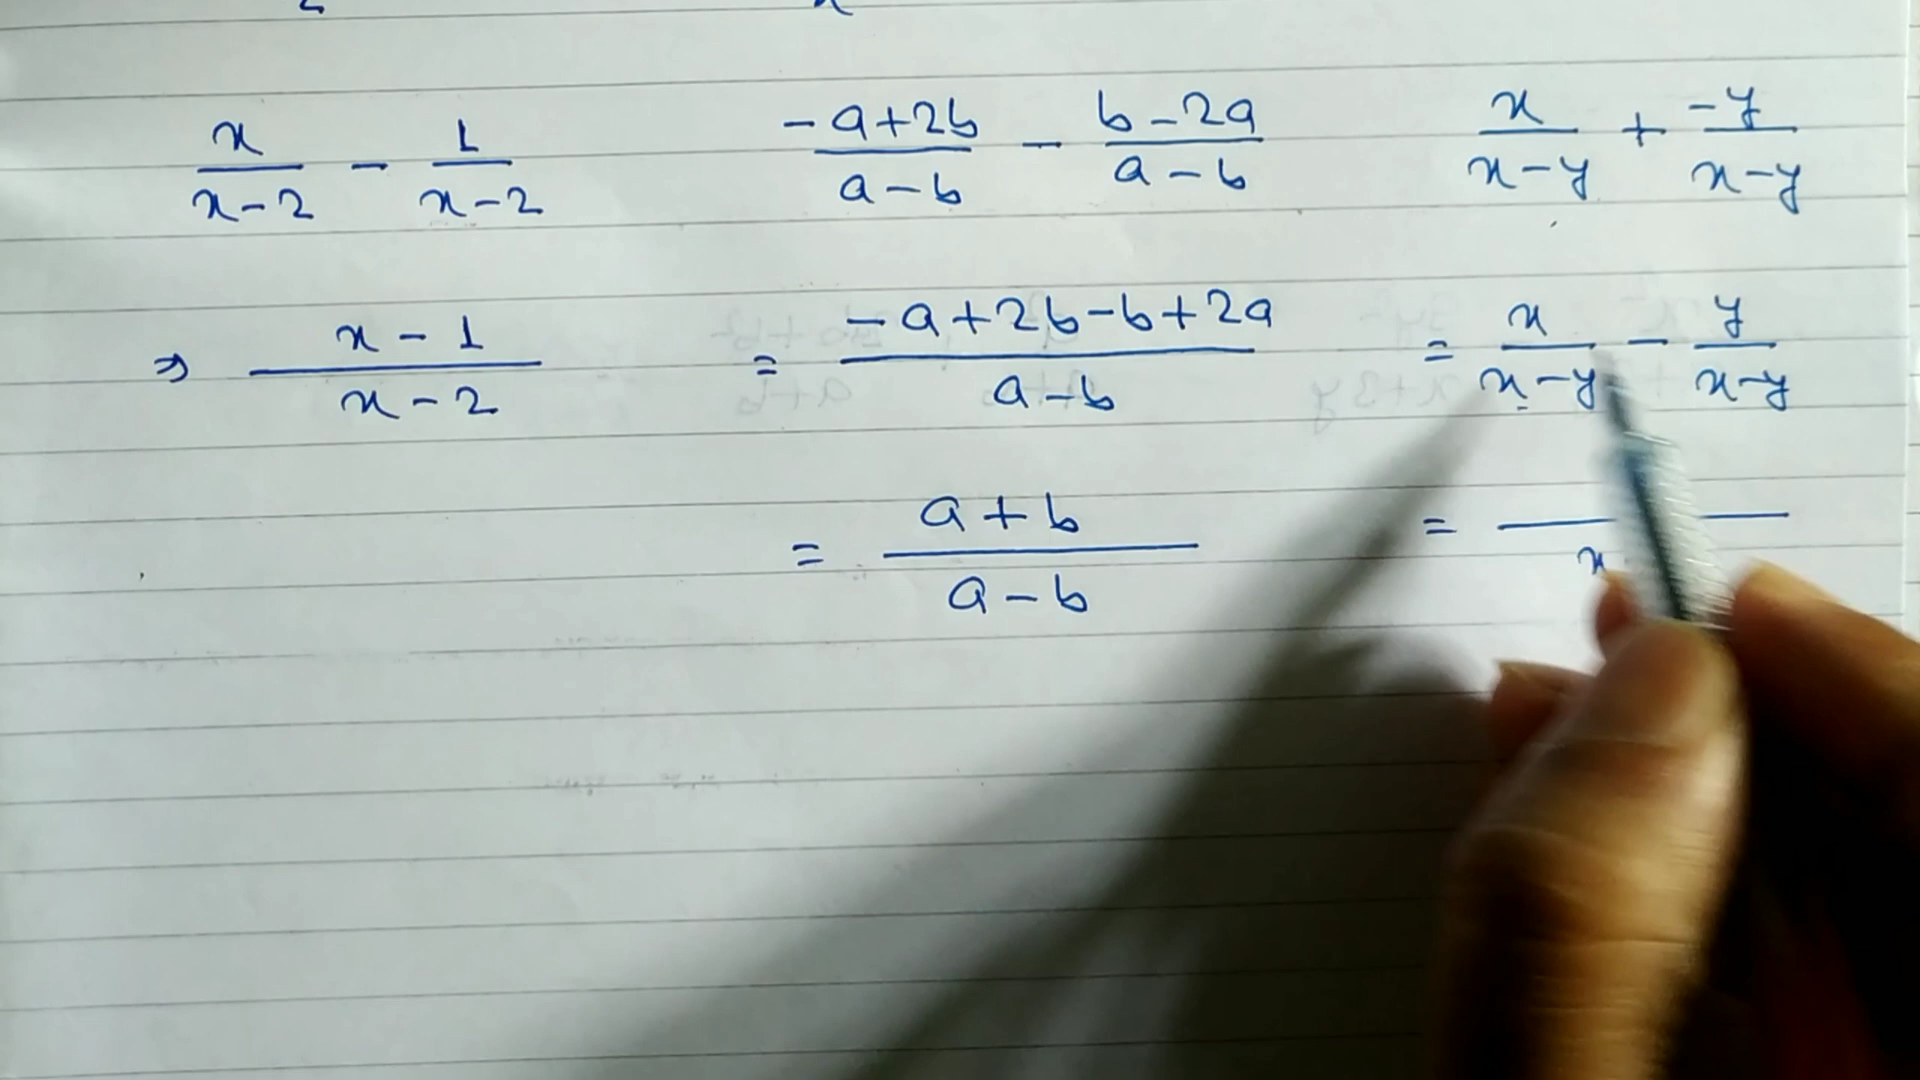 x/(x-2) - 1/(x-2)
⇒ (x-1)/(x-2)
(-a+2b)/(a-b) - (b-2a)/(a-b)
= (-a+2b-b+2a)/(a-b)
= (a+b)/(a-b)
x/(x-y) + -y/(x-y)
= x/(x-y) - y/(x-y)
= x